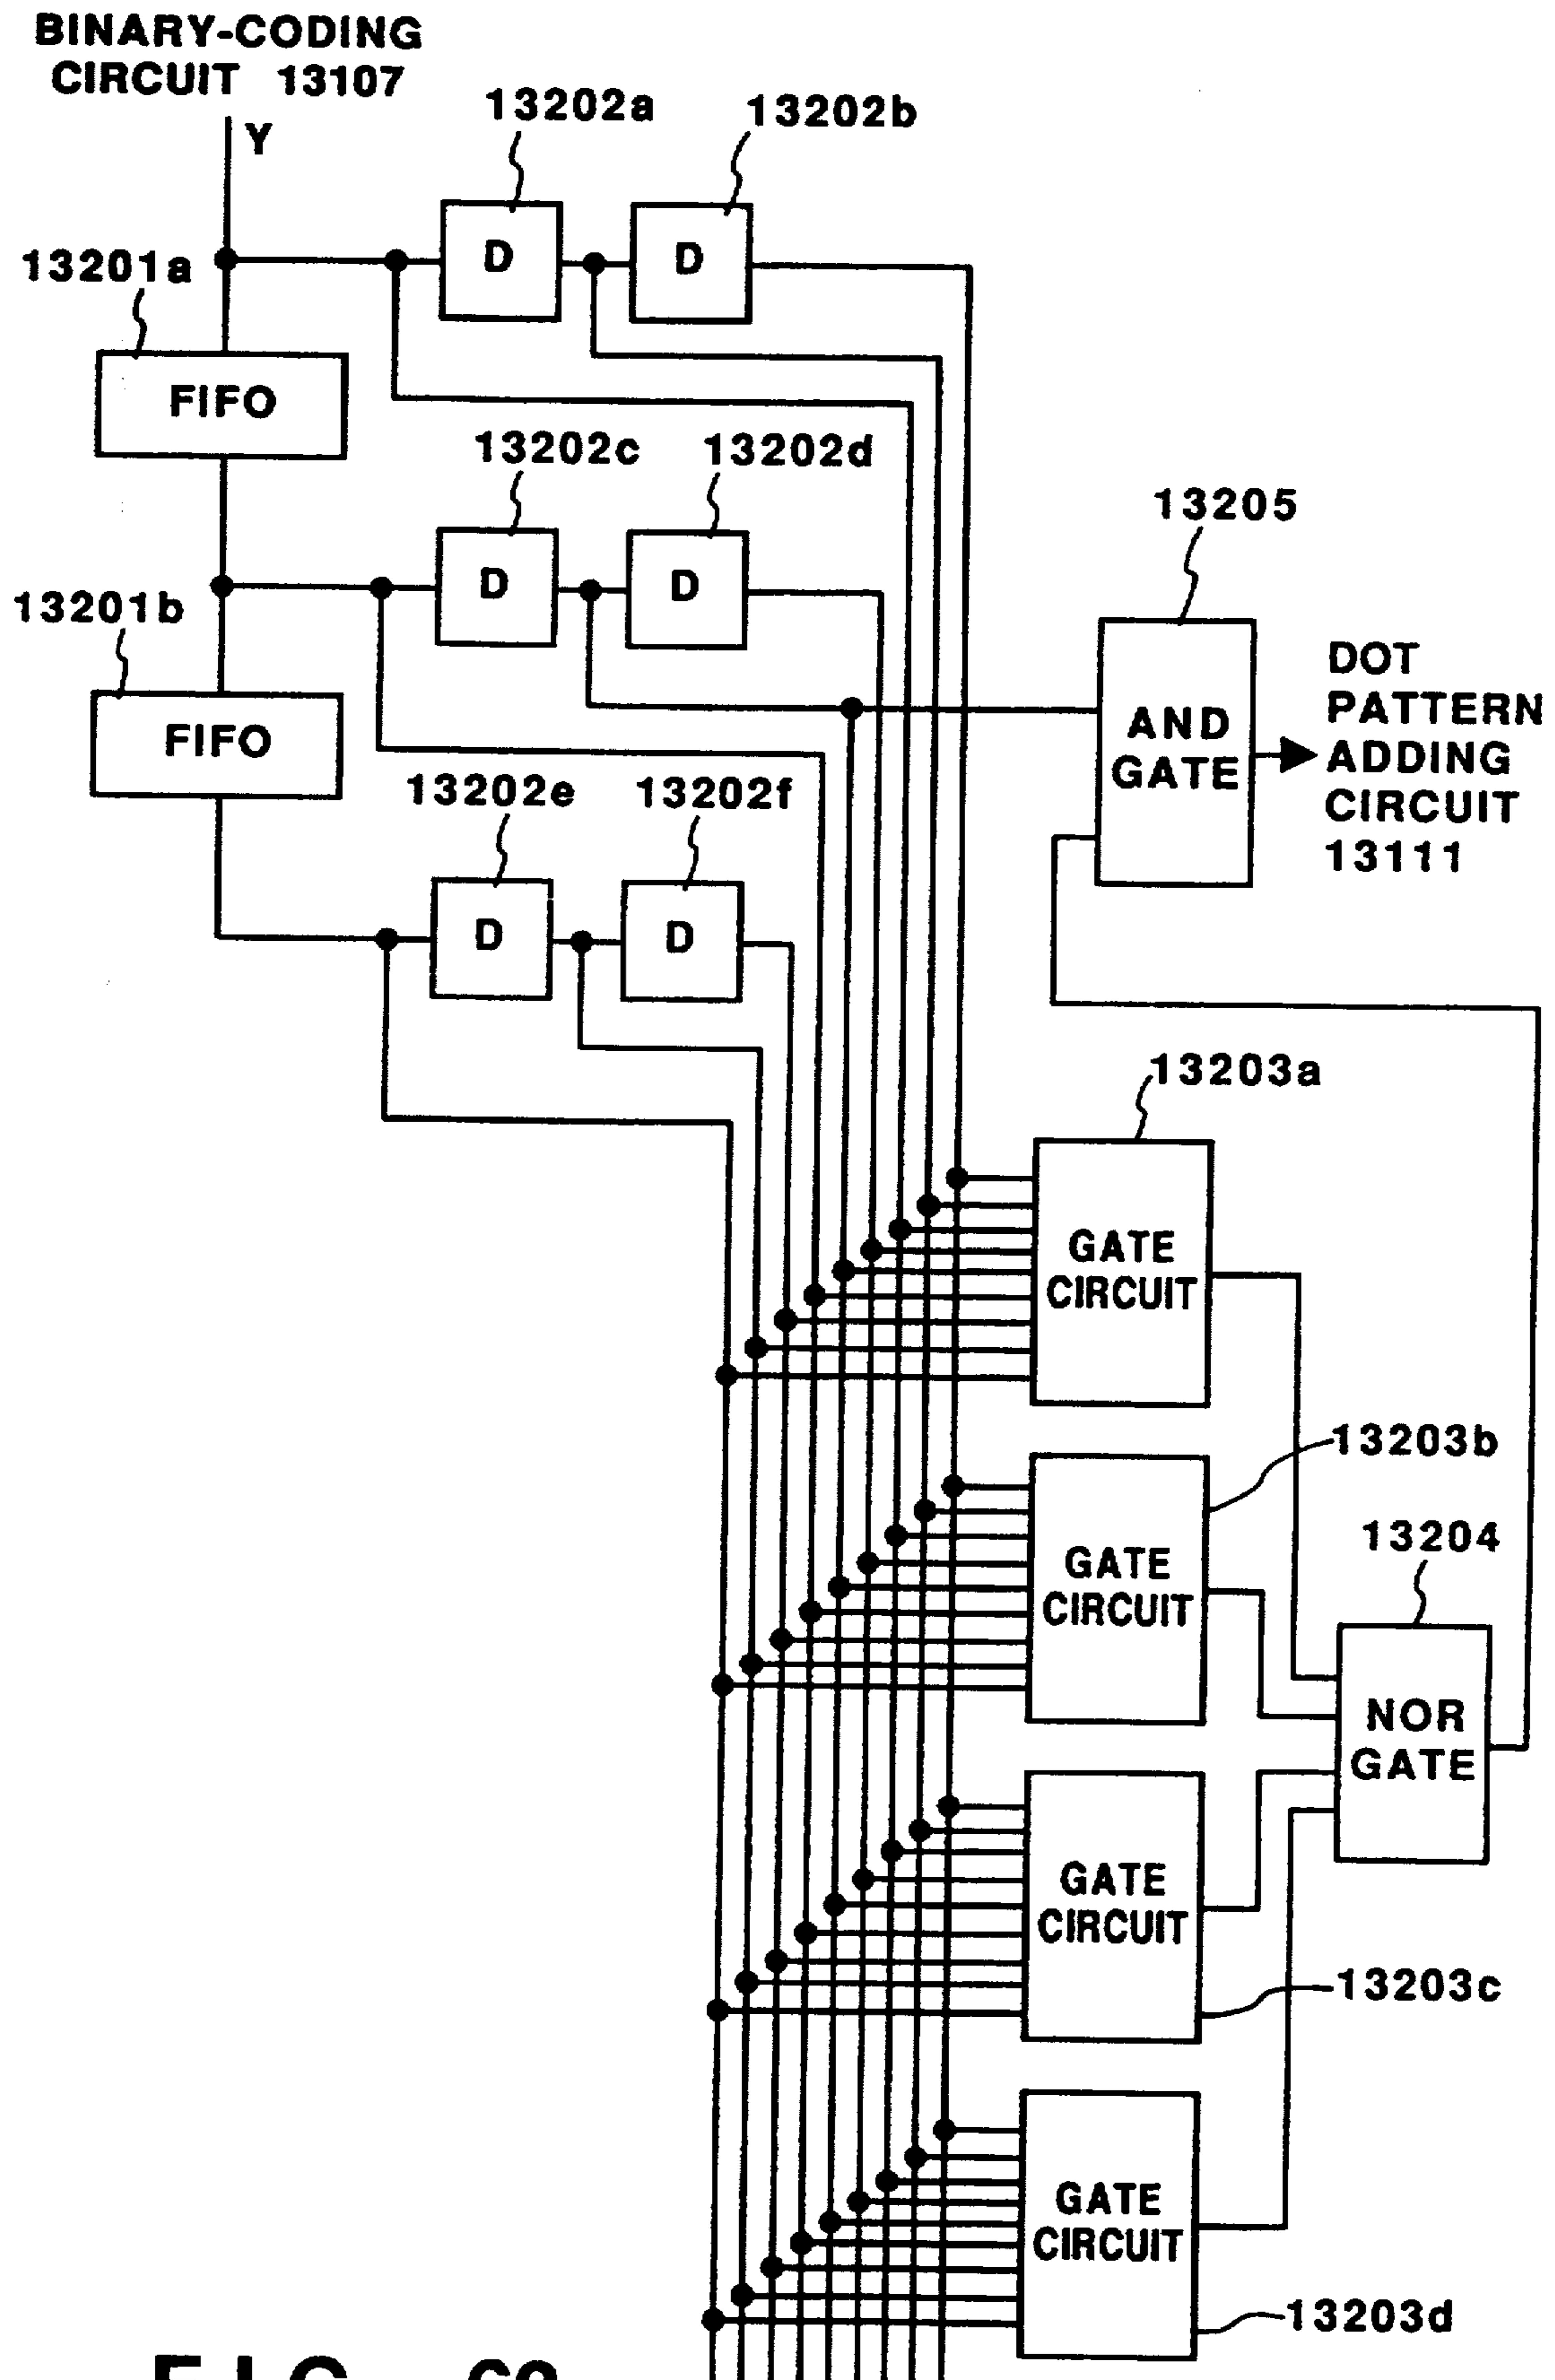 BINARY-CODING
CIRCUIT 13107
Y
13202a
13202b
13201a
D
D
FIFO
13202c
13202d
13205
D
D
13201b
FIFO
AND
GATE
DOT
PATTERN
ADDING
CIRCUIT
13111
13202e
13202f
D
D
13203a
GATE
CIRCUIT
13203b
GATE
CIRCUIT
13204
NOR
GATE
GATE
CIRCUIT
13203c
GATE
CIRCUIT
13203d
FIG.